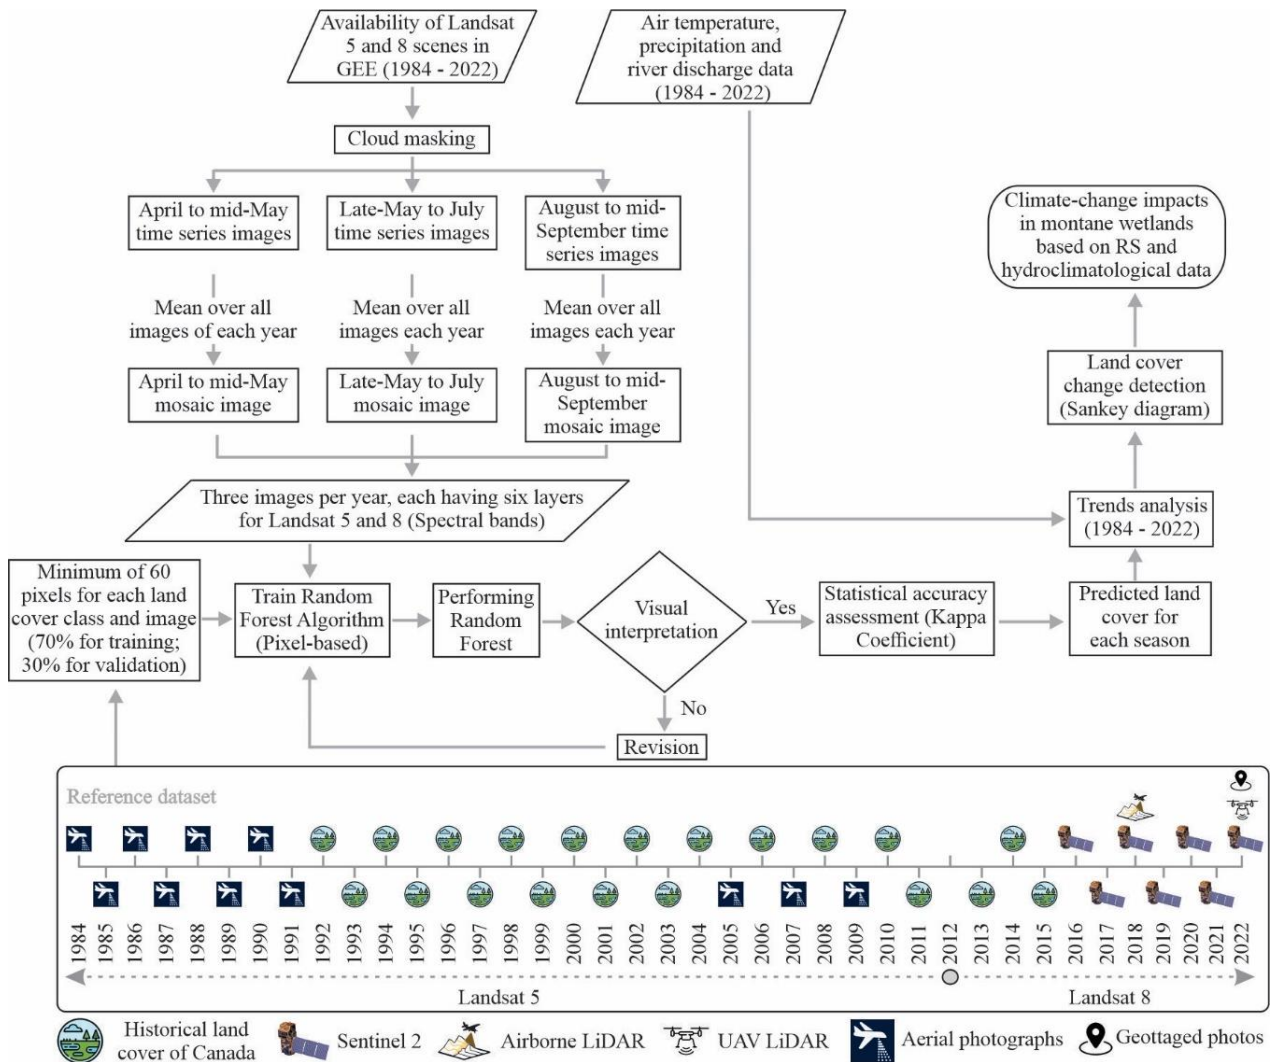 Availability of Landsat
5 and 8 scenes in
GEE (1984 - 2022)
Air temperature,
precipitation and
river discharge data
(1984 - 2022)
Cloud masking
April to mid-May
time series images
Late-May to July
time series images
August to mid-
September time
series images
Climate-change impacts
in montane wetlands
based on RS and
hydroclimatological data
Mean over all
images of each year
Mean over all
images each year
Mean over all
images each year
April to mid-May
mosaic image
Late-May to July
mosaic image
August to mid-
September
mosaic image
Land cover
change detection
(Sankey diagram)
Three images per year, each having six layers
for Landsat 5 and 8 (Spectral bands)
Trends analysis
(1984 - 2022)
Minimum of 60
pixels for each land
cover class and image
(70% for training;
30% for validation)
Train Random
Forest Algorithm
(Pixel-based)
Performing
Random
Forest
Visual
interpretation
Yes
Statistical accuracy
assessment (Kappa
Coefficient)
Predicted land
cover for
each season
No
Revision
Reference dataset
1984
1985
1986
1987
1988
1989
1990
1991
1992
1993
1994
1995
1996
1997
1998
1999
2000
2001
2002
2003
2004
2005
2006
2007
2008
2009
2010
2011
2012
2013
2014
2015
2016
2017
2018
2019
2020
2021
2022
Landsat 5
Landsat 8
Historical land
cover of Canada
Sentinel 2
Airborne LiDAR
UAV LiDAR
Aerial photographs
Geottaged photos